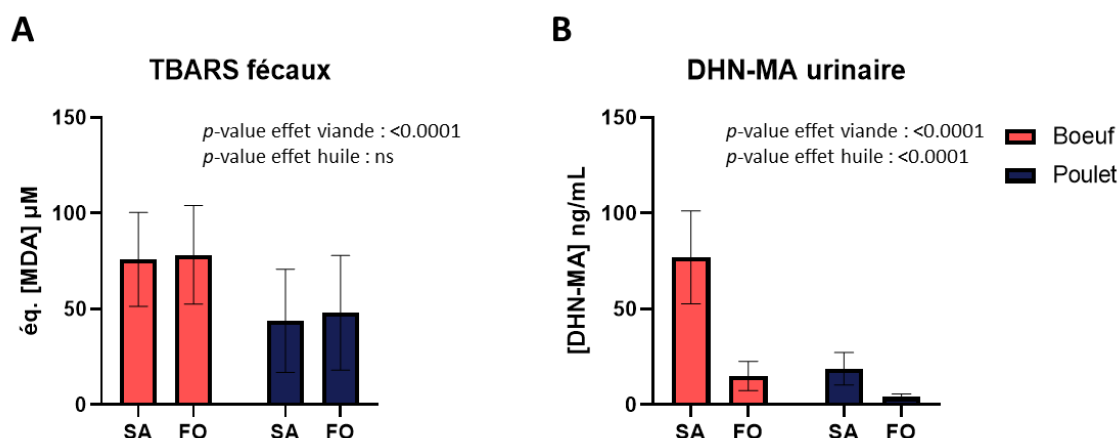 A
TBARS fécaux
p-value effet viande : <0.0001
p-value effet huile : ns
éq. [MDA] µM
150
100
50
0
SA FO SA FO
B
DHN-MA urinaire
p-value effet viande : <0.0001
p-value effet huile : <0.0001
[DHN-MA] ng/mL
150
100
50
0
SA FO SA FO
Boeuf
Poulet